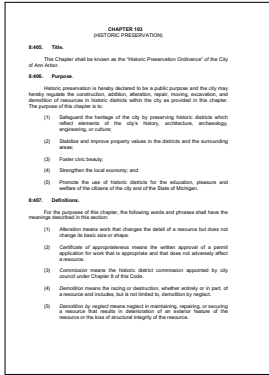 CHAPTER 103
(HISTORIC PRESERVATION)
8:405. Title.
This Chapter shall be known as the "Historic Preservation Ordinance" of the City
of Ann Arbor.
8:406. Purpose.
Historic preservation is hereby declared to be a public purpose and the city may
hereby regulate the construction, addition, alteration, repair, moving, excavation, and
demolition of resources in historic districts within the city as provided in this chapter.
The purpose of this chapter is to:
(1) Safeguard the heritage of the city by preserving historic districts which
reflect elements of the city's history, architecture, archaeology,
engineering, or culture;
(2) Stabilize and improve property values in the districts and the surrounding
areas;
(3) Foster civic beauty;
(4) Strengthen the local economy; and
(5) Promote the use of historic districts for the education, pleasure and
welfare of the citizens of the city and of the State of Michigan.
8:407. Definitions.
For the purposes of this chapter, the following words and phrases shall have the
meanings described in this section:
(1) Alteration means work that changes the detail of a resource but does not
change its basic size or shape.
(2) Certificate of appropriateness means the written approval of a permit
application for work that is appropriate and that does not adversely affect
a resource.
(3) Commission means the historic district commission appointed by city
council under Chapter 8 of this Code.
(4) Demolition means the razing or destruction, whether entirely or in part, of
a resource and includes, but is not limited to, demolition by neglect.
(5) Demolition by neglect means neglect in maintaining, repairing, or securing
a resource that results in deterioration of an exterior feature of the
resource or the loss of structural integrity of the resource.